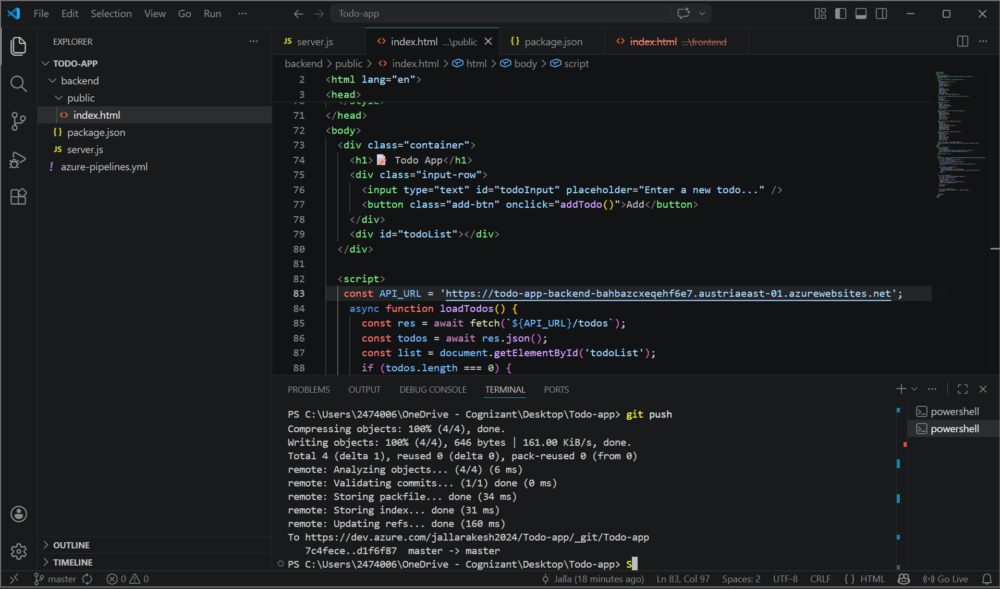 File Edit Selection View Go Run ···
Todo-app
EXPLORER
TODO-APP
backend
public
<> index.html
{} package.json
JS server.js
! azure-pipelines.yml
OUTLINE
TIMELINE
JS server.js
<> index.html ...\public
{} package.json
<> index.html ...\frontend
backend > public > <> index.html > html > body > script
2 <html lang="en">
3 <head>
</style>
71 </head>
72 <body>
73 <div class="container">
74 <h1>📝 Todo App</h1>
75 <div class="input-row">
76 <input type="text" id="todoInput" placeholder="Enter a new todo..." />
77 <button class="add-btn" onclick="addTodo()">Add</button>
78 </div>
79 <div id="todoList"></div>
80 </div>
81
82 <script>
83 const API_URL = 'https://todo-app-backend-bahbazcxeqehf6e7.austriaeast-01.azurewebsites.net';
84 async function loadTodos() {
85 const res = await fetch(`${API_URL}/todos`);
86 const todos = await res.json();
87 const list = document.getElementById('todoList');
88 if (todos.length === 0) {
PROBLEMS OUTPUT DEBUG CONSOLE TERMINAL PORTS
PS C:\Users\2474006\OneDrive - Cognizant\Desktop\Todo-app> git push
Compressing objects: 100% (4/4), done.
Writing objects: 100% (4/4), 646 bytes | 161.00 KiB/s, done.
Total 4 (delta 1), reused 0 (delta 0), pack-reused 0 (from 0)
remote: Analyzing objects... (4/4) (6 ms)
remote: Validating commits... (1/1) done (0 ms)
remote: Storing packfile... done (34 ms)
remote: Storing index... done (31 ms)
remote: Updating refs... done (160 ms)
To https://dev.azure.com/jallarakesh2024/Todo-app/_git/Todo-app
7c4fece..d1f6f87 master -> master
PS C:\Users\2474006\OneDrive - Cognizant\Desktop\Todo-app> S
powershell
powershell
master 0 0 Jalla (18 minutes ago) Ln 83, Col 97 Spaces: 2 UTF-8 CRLF {} HTML Go Live